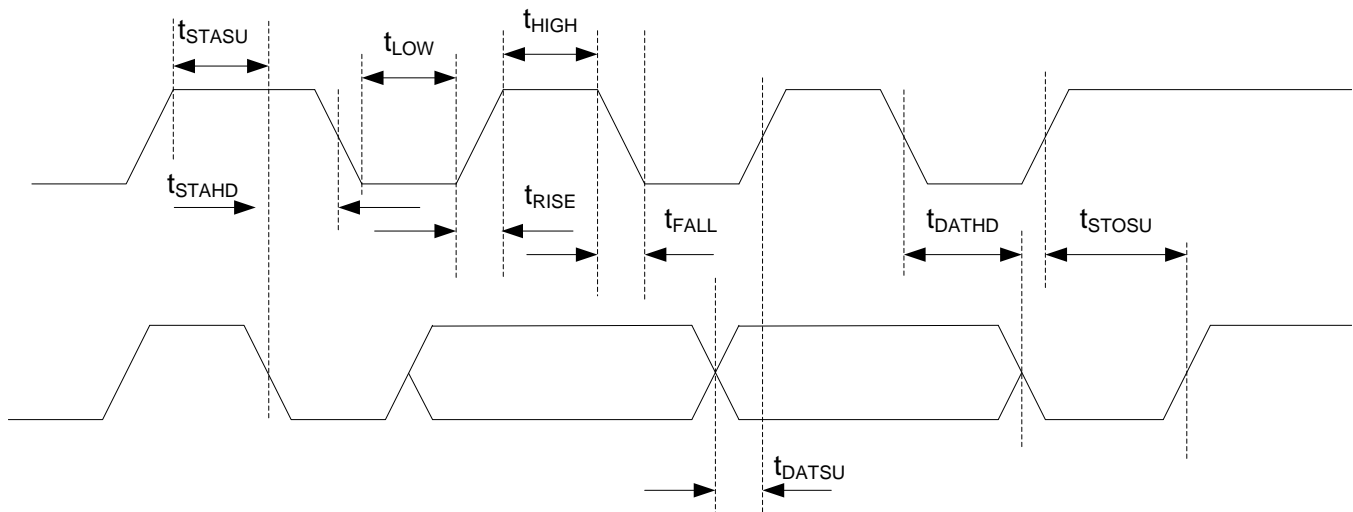 tSTASU
tLOW
tHIGH
tSTAHD
tRISE
tFALL
tDATHD
tSTOSU
tDATSU